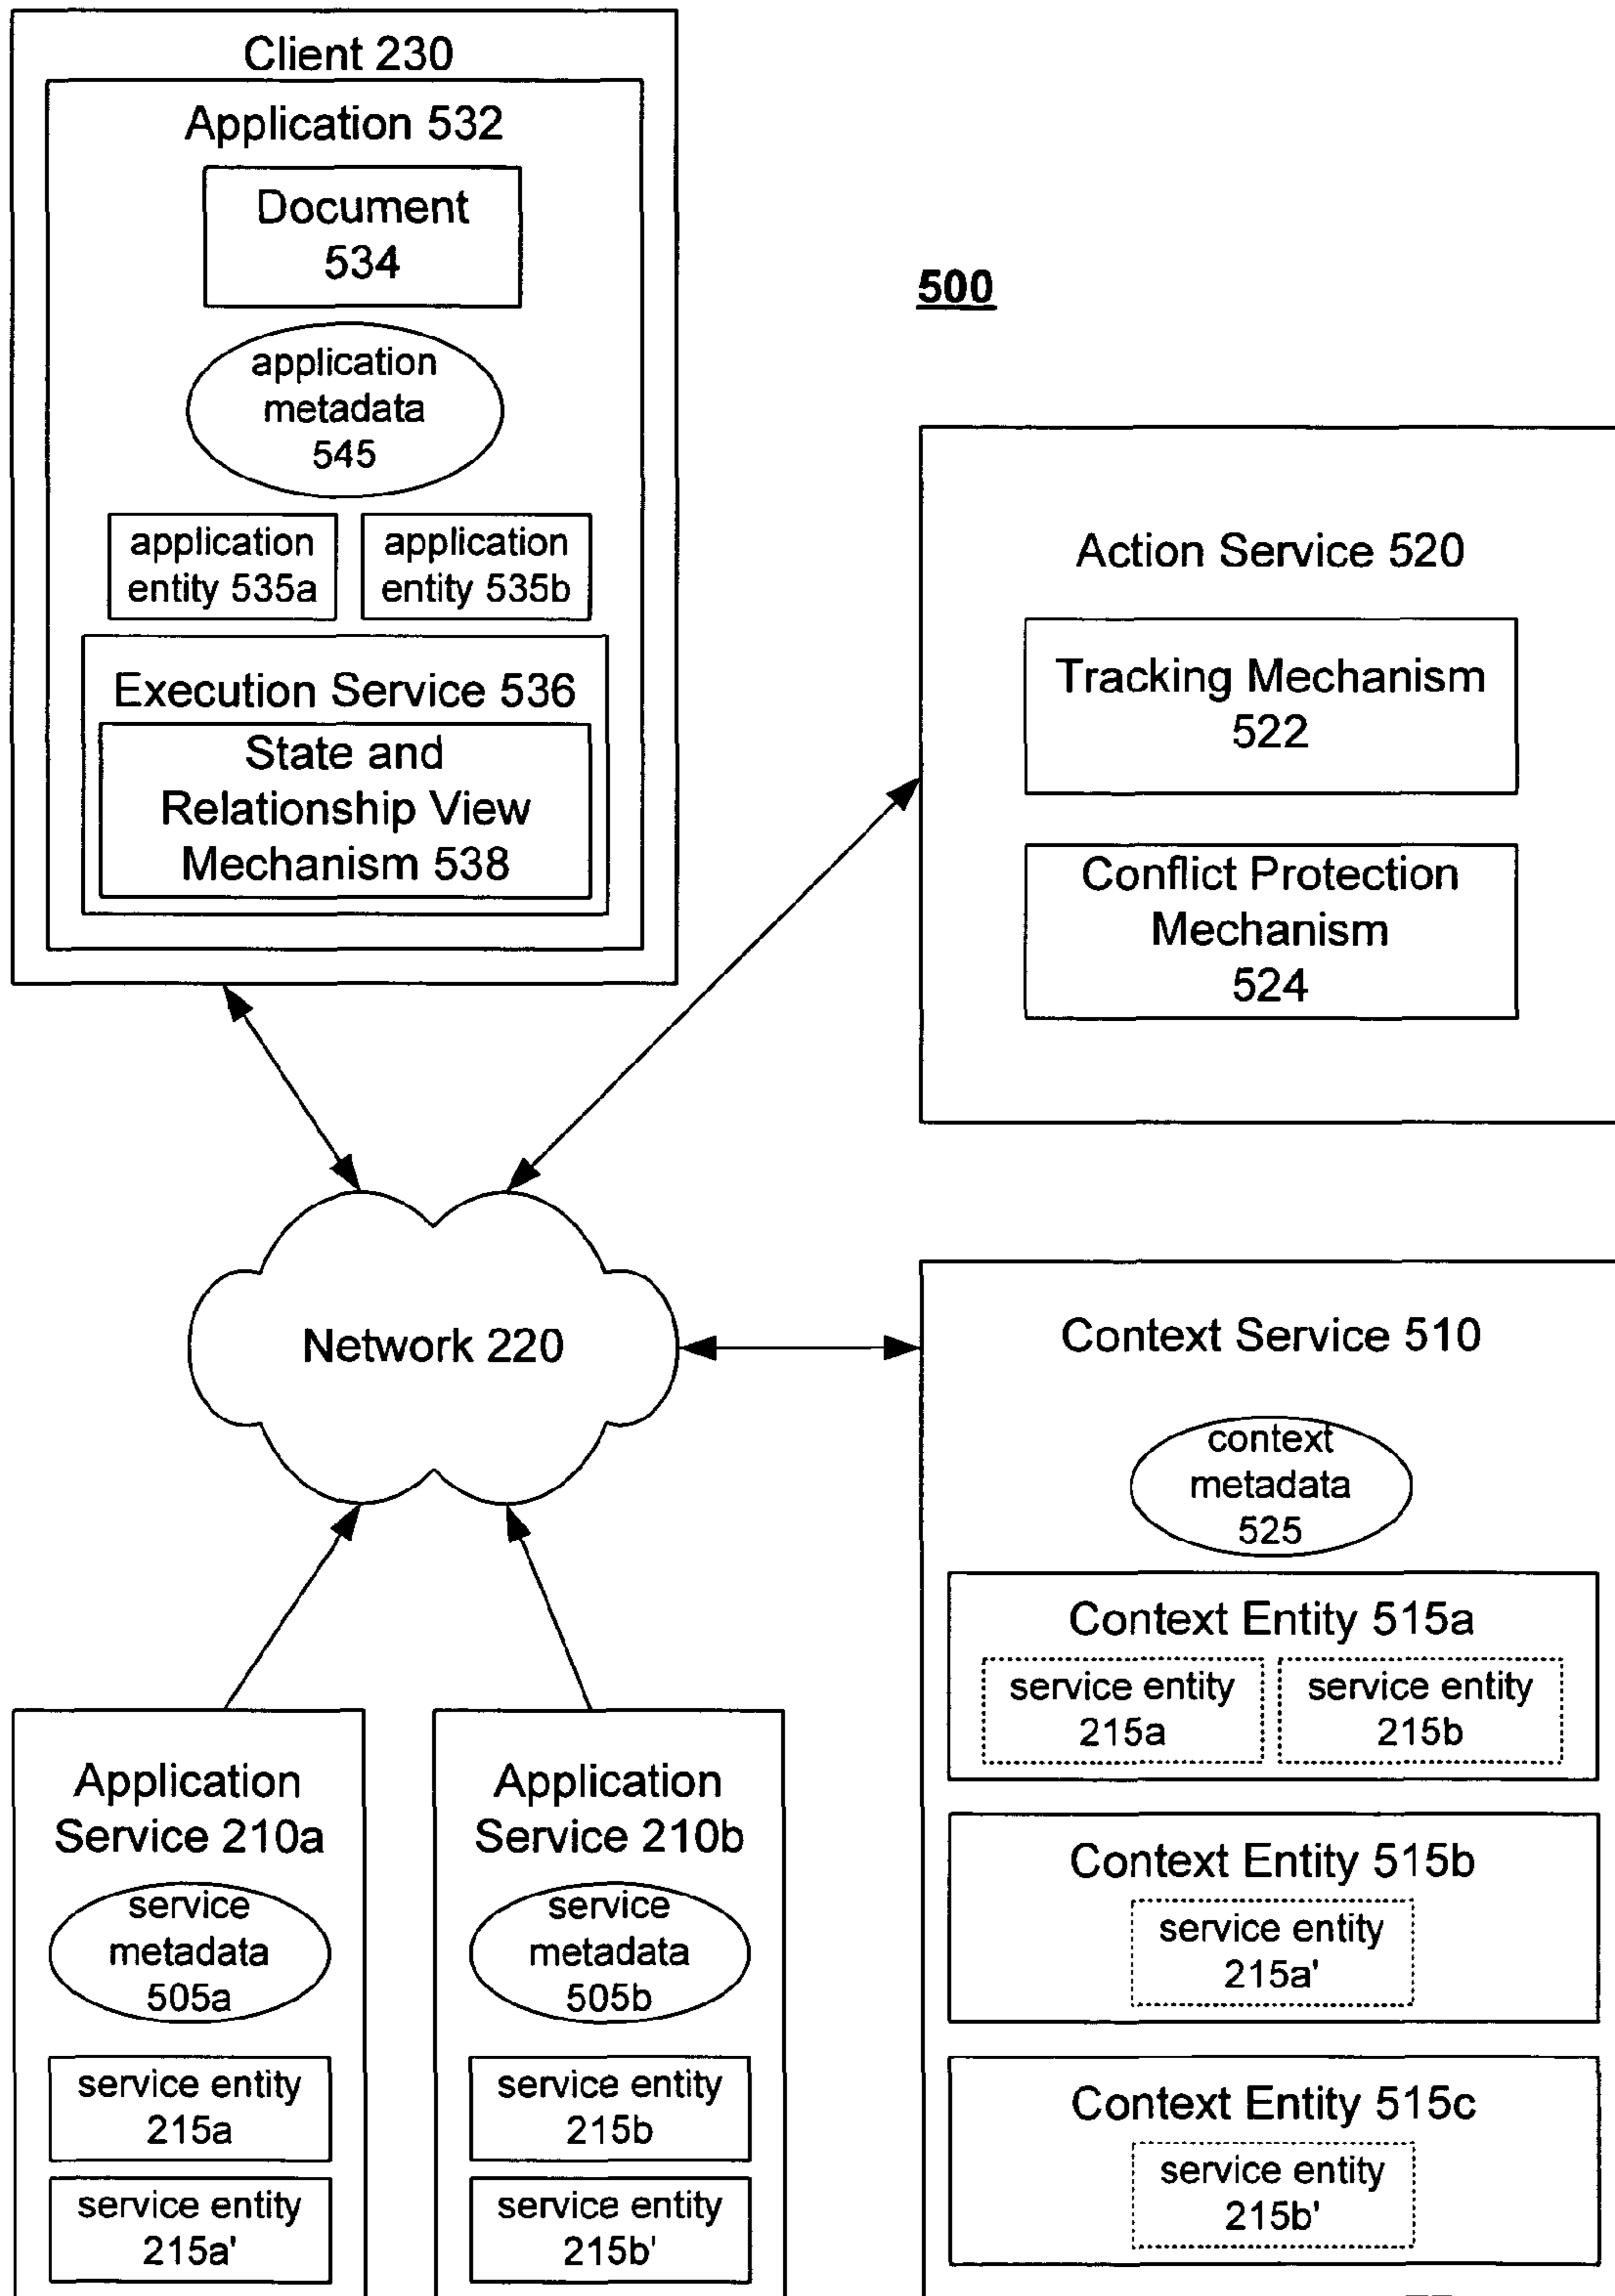 Client 230
Application 532
Document
534
application
metadata
545
application
entity 535a
application
entity 535b
Execution Service 536
State and
Relationship View
Mechanism 538
500
Action Service 520
Tracking Mechanism
522
Conflict Protection
Mechanism
524
Network 220
Context Service 510
context
metadata
525
Context Entity 515a
service entity
215a
service entity
215b
Context Entity 515b
service entity
215a'
Context Entity 515c
service entity
215b'
Application
Service 210a
service
metadata
505a
service entity
215a
service entity
215a'
Application
Service 210b
service
metadata
505b
service entity
215b
service entity
215b'